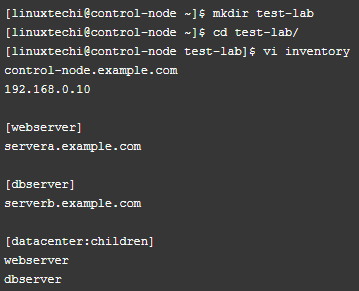 [linuxtechi@control-node ~]$ mkdir test-lab
[linuxtechi@control-node ~]$ cd test-lab/
[linuxtechi@control-node test-lab]$ vi inventory
control-node.example.com
192.168.0.10
[webserver]
servera.example.com
[dbserver]
serverb.example.com
[datacenter:children]
webserver
dbserver